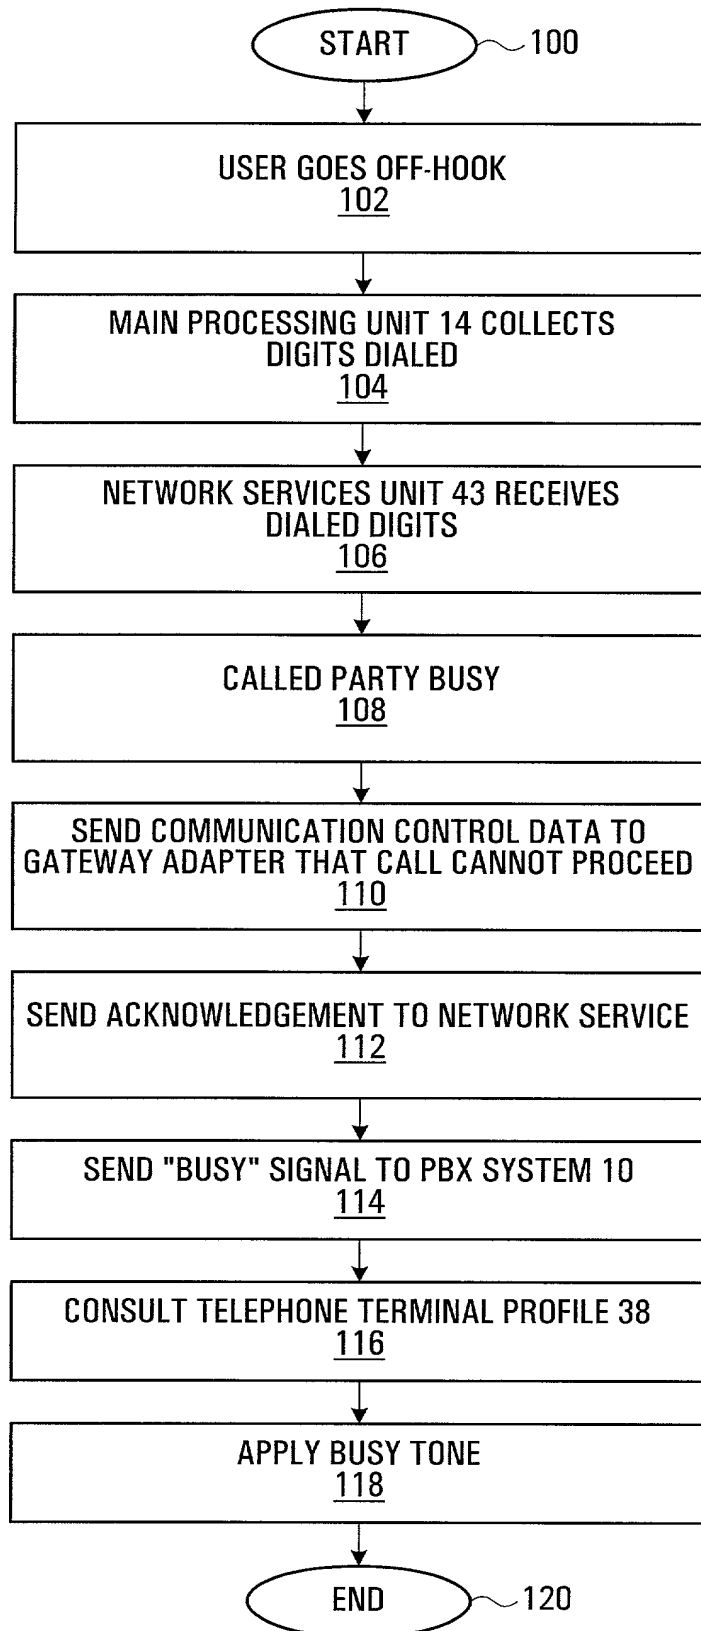 START
100
USER GOES OFF-HOOK
102
MAIN PROCESSING UNIT 14 COLLECTS
DIGITS DIALED
104
NETWORK SERVICES UNIT 43 RECEIVES
DIALED DIGITS
106
CALLED PARTY BUSY
108
SEND COMMUNICATION CONTROL DATA TO
GATEWAY ADAPTER THAT CALL CANNOT PROCEED
110
SEND ACKNOWLEDGEMENT TO NETWORK SERVICE
112
SEND "BUSY" SIGNAL TO PBX SYSTEM 10
114
CONSULT TELEPHONE TERMINAL PROFILE 38
116
APPLY BUSY TONE
118
END
120